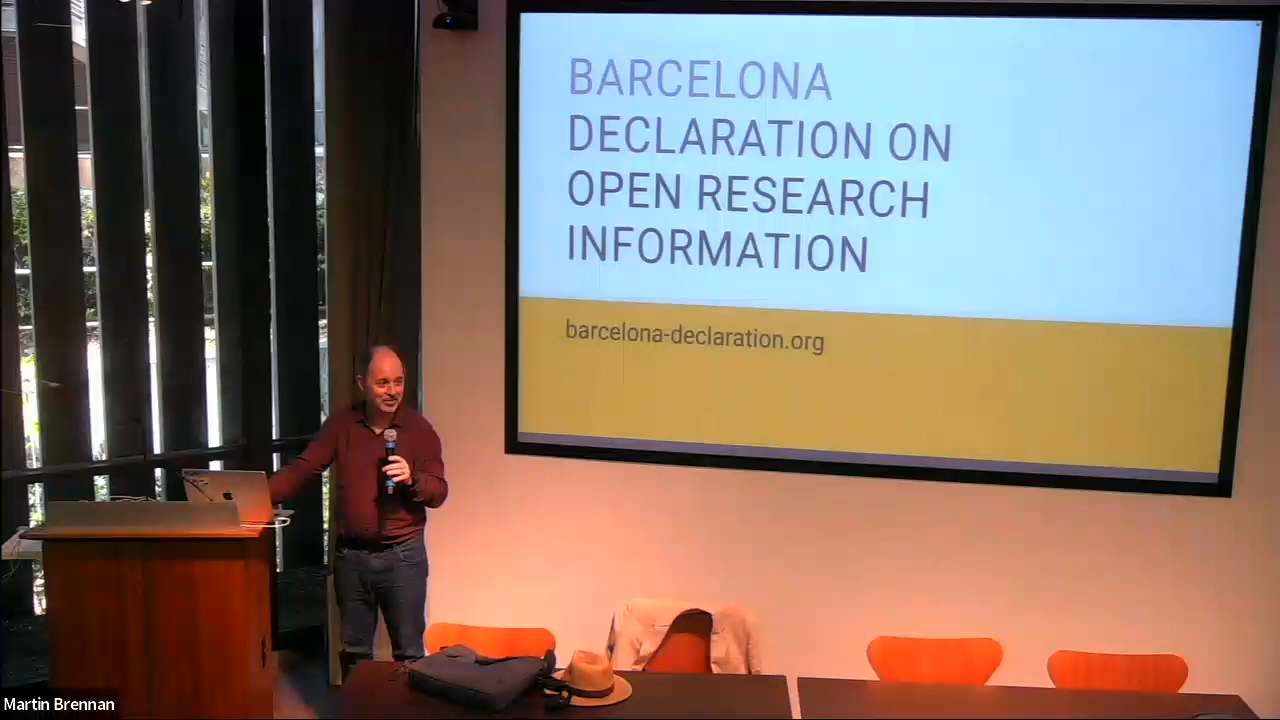 BARCELONA
DECLARATION ON
OPEN RESEARCH
INFORMATION
barcelona-declaration.org
Martin Brennan